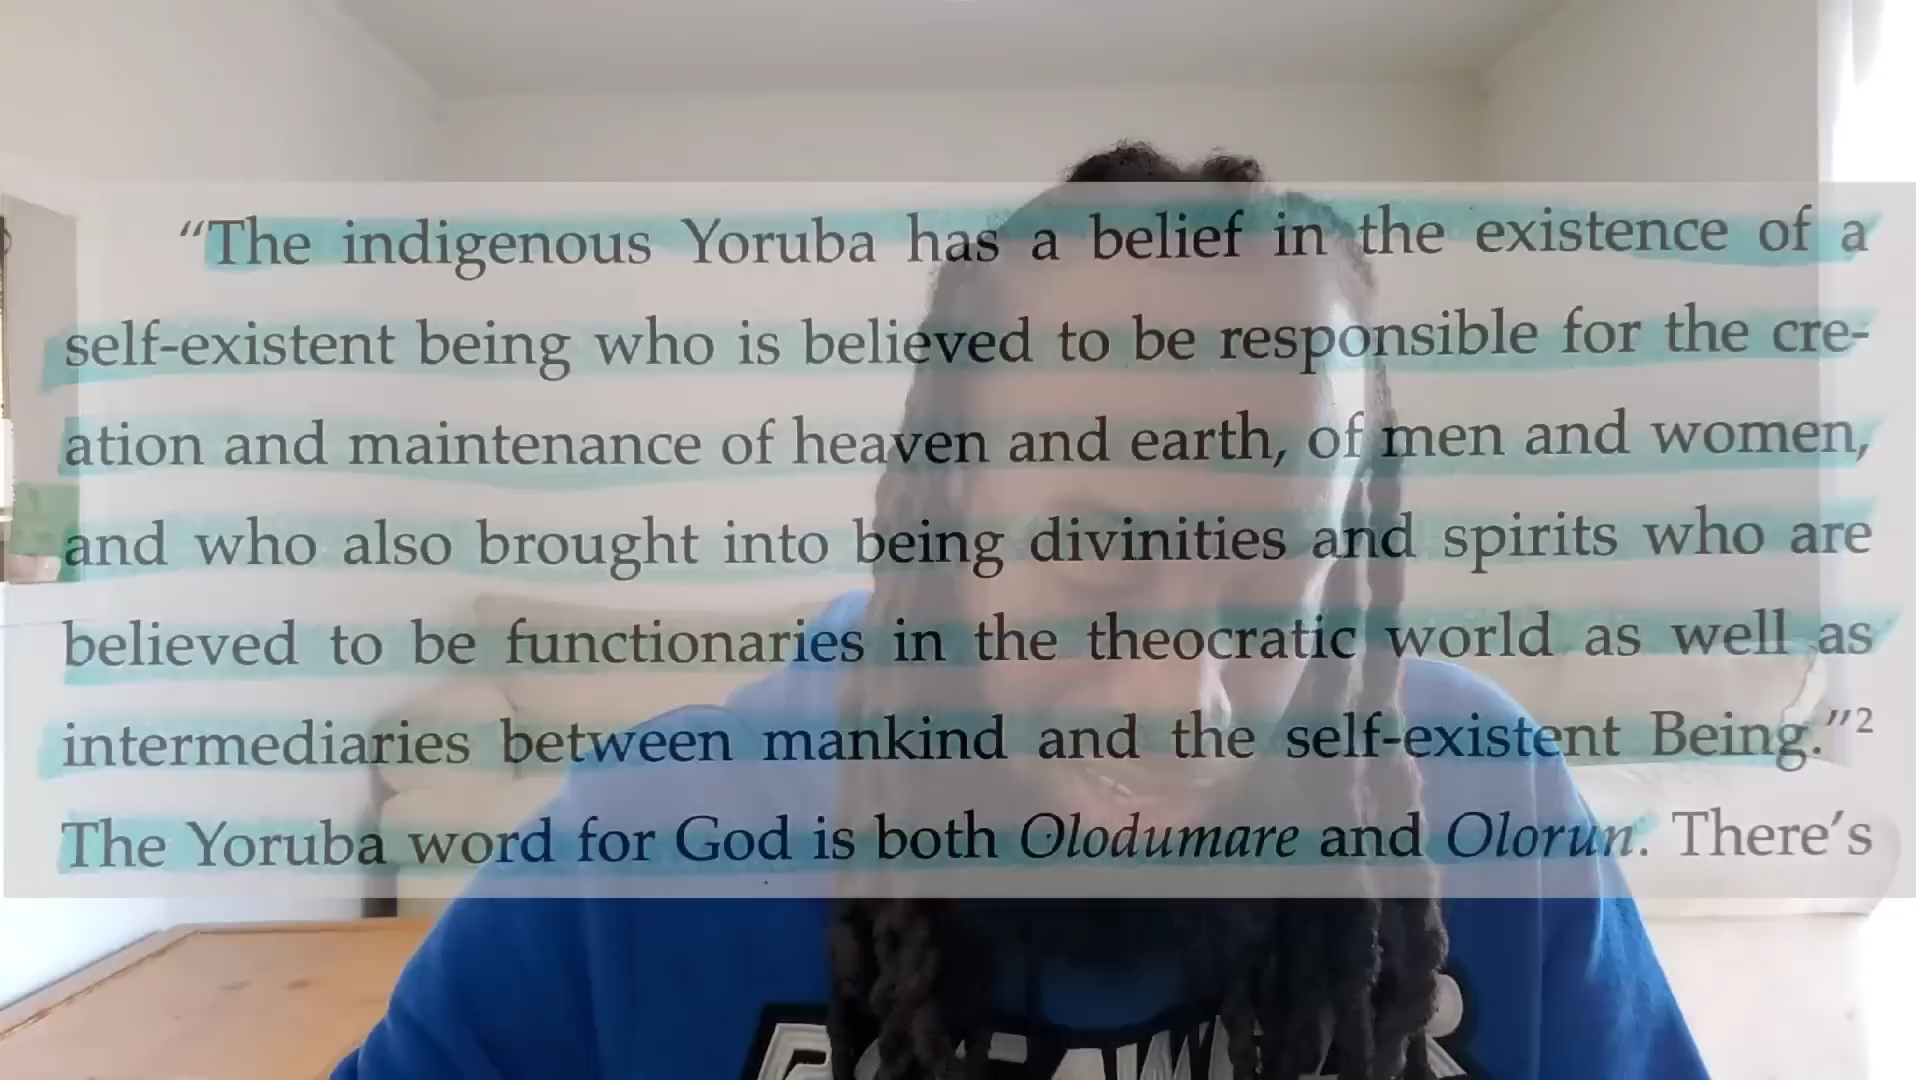 “The indigenous Yoruba has a belief in the existence of a
self-existent being who is believed to be responsible for the cre-
ation and maintenance of heaven and earth, of men and women,
and who also brought into being divinities and spirits who are
believed to be functionaries in the theocratic world as well as
intermediaries between mankind and the self-existent Being.”²
The Yoruba word for God is both Olodumare and Olorun. There’s